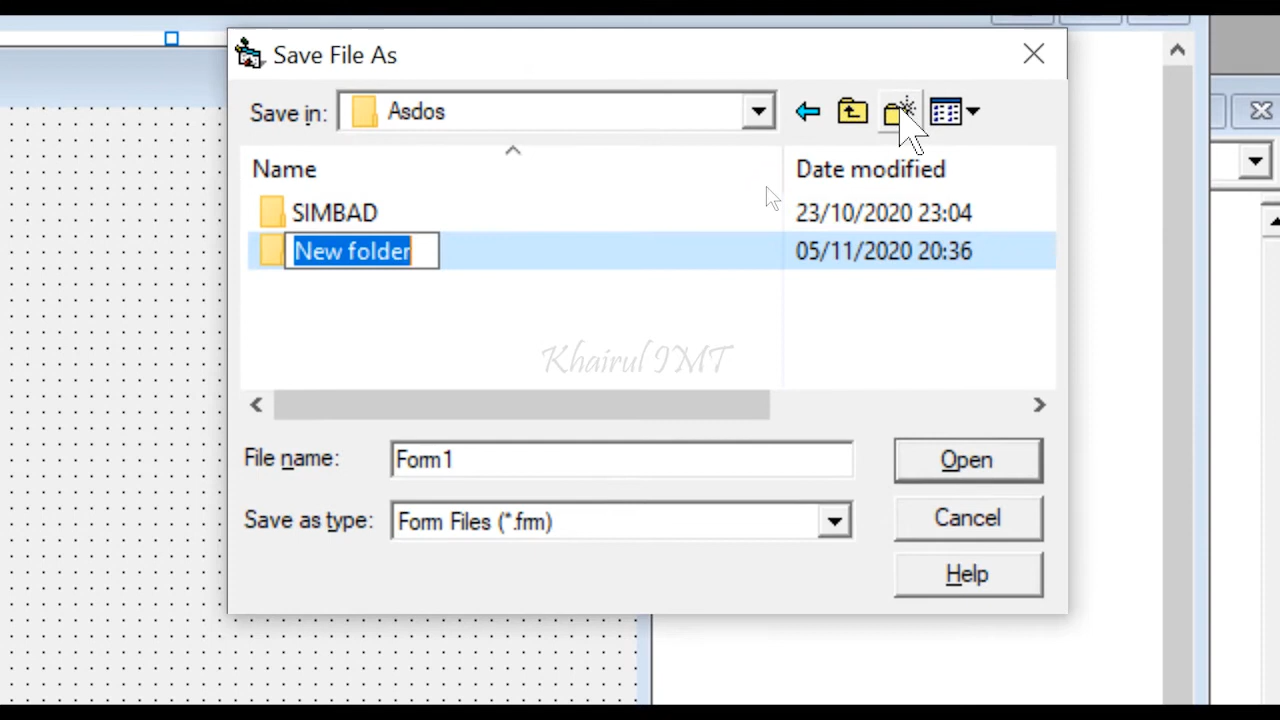 Save File As
Save in: Asdos
Name Date modified
SIMBAD 23/10/2020 23:04
New folder 05/11/2020 20:36
Khairul IMT
File name: Form1 Open
Save as type: Form Files (*.frm) Cancel
Help